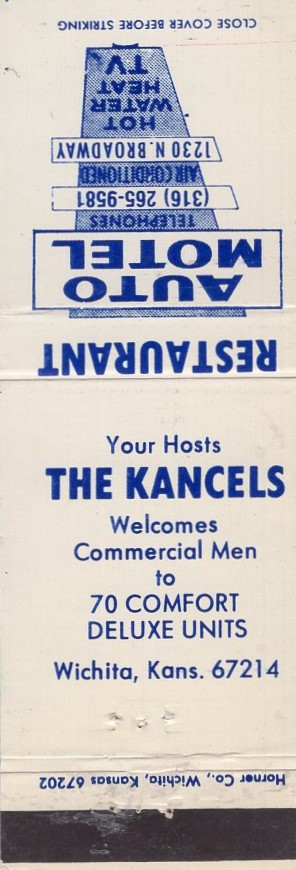 CLOSE COVER BEFORE STRIKING
RESTAURANT
AUTO
MOTEL
TELEPHONES
(316) 265-9581
AIR CONDITIONED
1230 N. BROADWAY
HOT
WATER
HEAT
TV
Your Hosts
THE KANCELS
Welcomes
Commercial Men
to
70 COMFORT
DELUXE UNITS
Wichita, Kans. 67214
Horner Co., Wichita, Kansas 67202